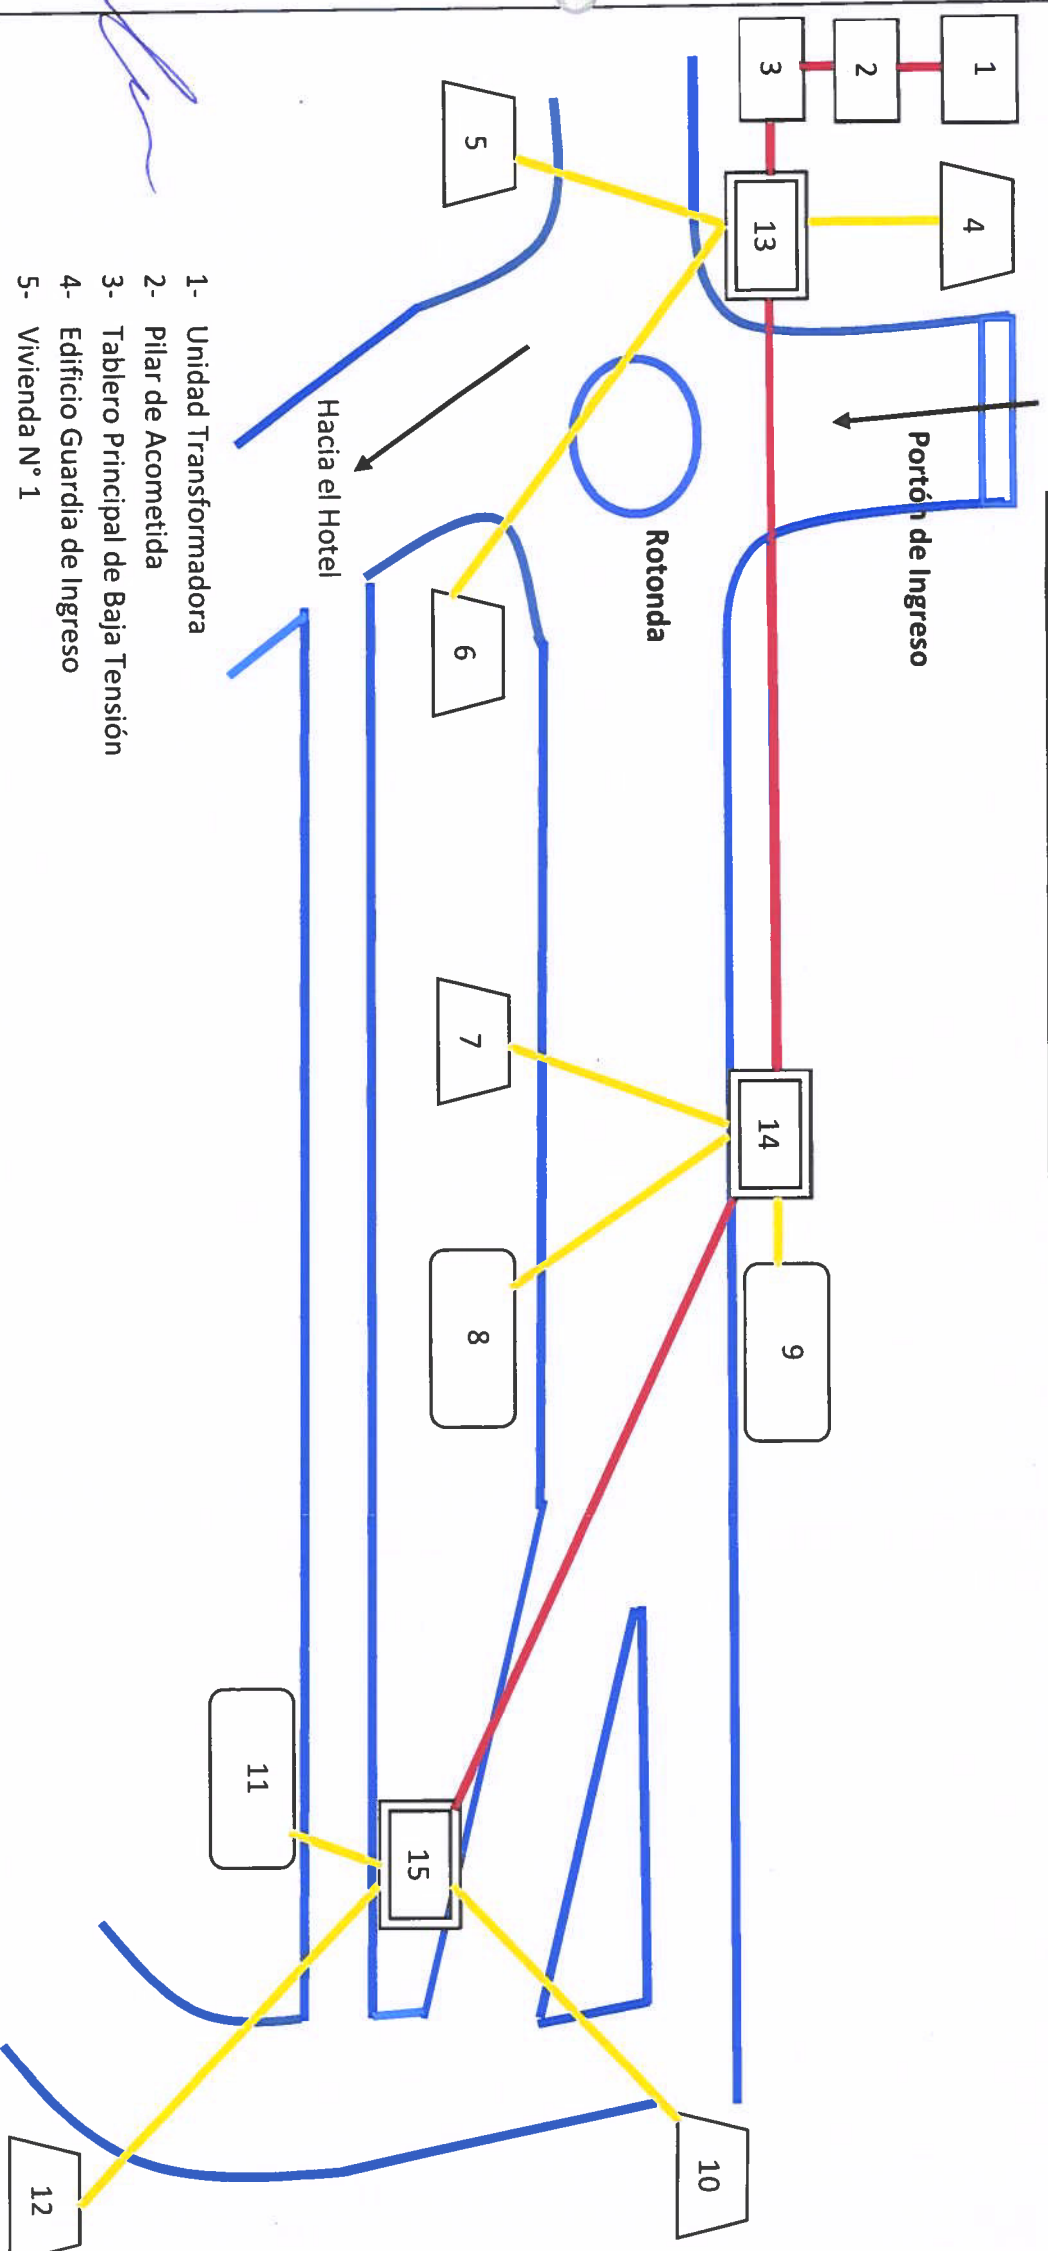 1
2
3
4
13
5
Portón de Ingreso
Rotonda
Hacia el Hotel
6
7
14
8
9
15
11
10
12
1- Unidad Transformadora
2- Pilar de Acometida
3- Tablero Principal de Baja Tensión
4- Edificio Guardia de Ingreso
5- Vivienda N° 1